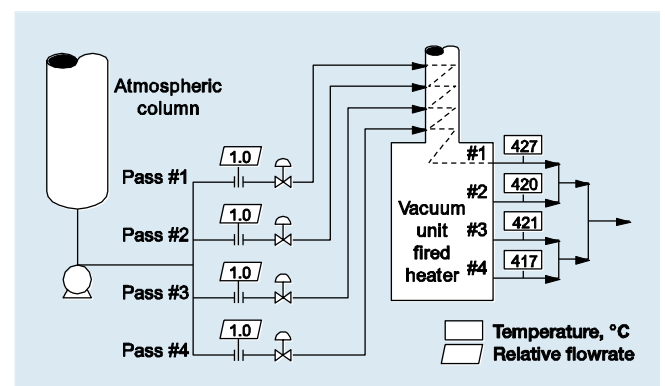 Atmospheric
column
Pass #1
1.0
Pass #2
1.0
Pass #3
1.0
Pass #4
1.0
Vacuum
unit
fired
heater
#1
427
#2
420
#3
421
#4
417
Temperature, °C
Relative flowrate